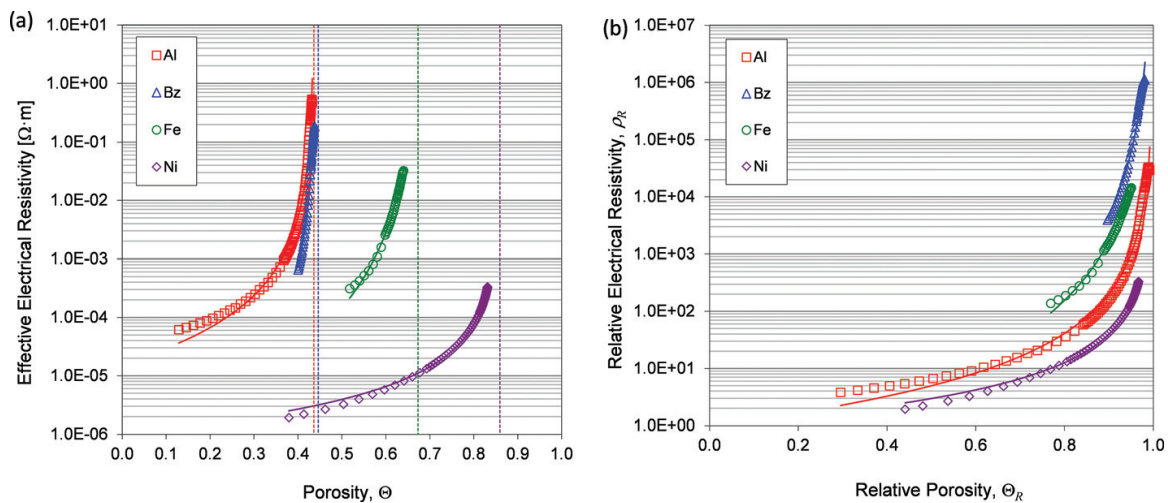 (a)
Effective Electrical Resistivity [Ω·m]
1.0E+01
1.0E+00
1.0E-01
1.0E-02
1.0E-03
1.0E-04
1.0E-05
1.0E-06
Al
Bz
Fe
Ni
0.0 0.1 0.2 0.3 0.4 0.5 0.6 0.7 0.8 0.9 1.0
Porosity, Θ
(b)
Relative Electrical Resistivity, ρR
1.0E+07
1.0E+06
1.0E+05
1.0E+04
1.0E+03
1.0E+02
1.0E+01
1.0E+00
Al
Bz
Fe
Ni
0.0 0.2 0.4 0.6 0.8 1.0
Relative Porosity, ΘR